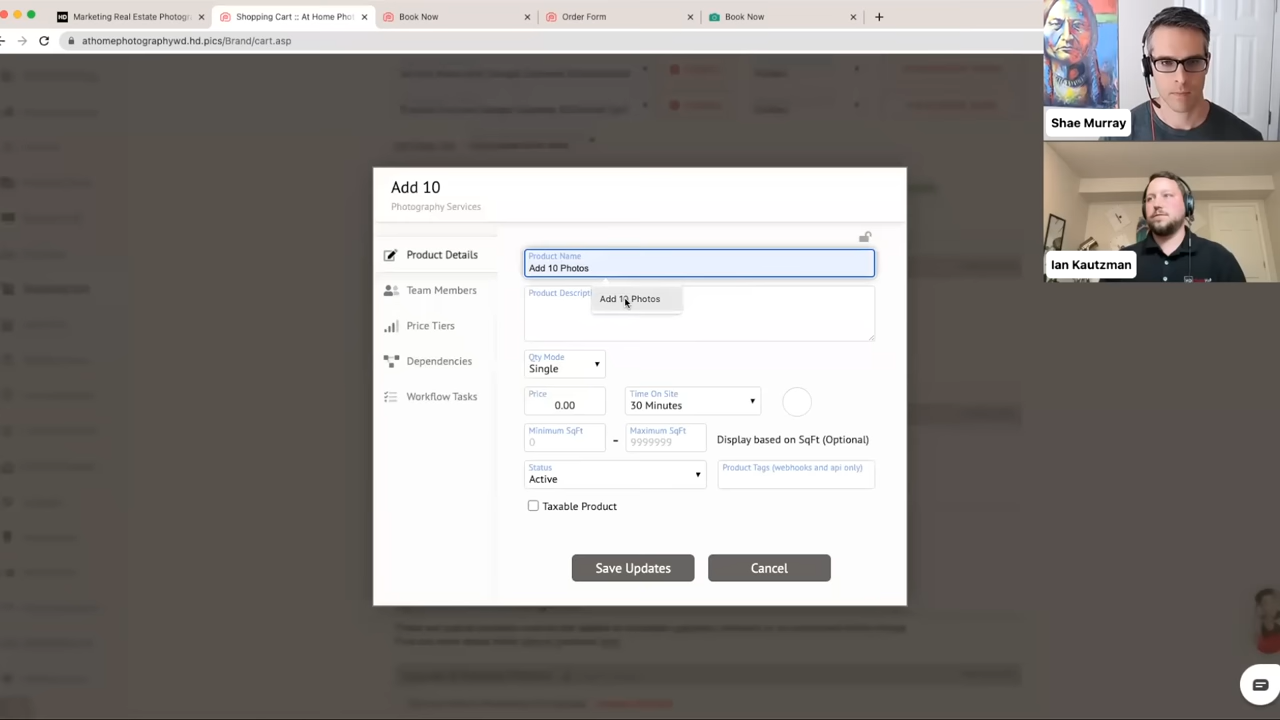 Marketing Real Estate Photogr
Shopping Cart :: At Home Phot
Book Now
Order Form
Book Now
athomephotographywd.hd.pics/Brand/cart.asp
Shae Murray
Ian Kautzman
Add 10
Photography Services
Product Details
Team Members
Price Tiers
Dependencies
Workflow Tasks
Product Name
Add 10 Photos
Product Descripti
Add 10 Photos
Qty Mode
Single
Price
0.00
Time On Site
30 Minutes
Minimum SqFt
0
-
Maximum SqFt
9999999
Display based on SqFt (Optional)
Status
Active
Product Tags (webhooks and api only)
Taxable Product
Save Updates
Cancel